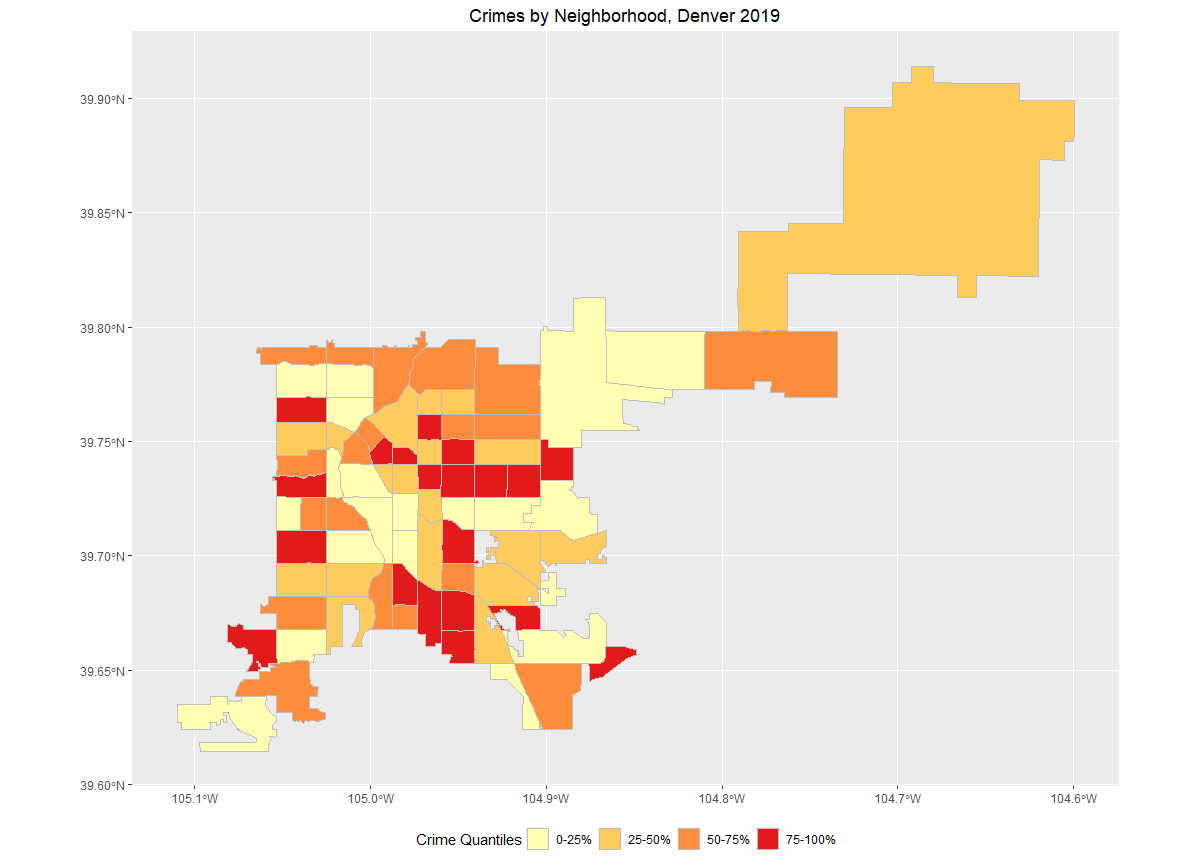 Crimes by Neighborhood, Denver 2019
39.90°N
39.85°N
39.80°N
39.75°N
39.70°N
39.65°N
39.60°N
105.1°W 105.0°W 104.9°W 104.8°W 104.7°W 104.6°W
Crime Quantiles 0-25% 25-50% 50-75% 75-100%